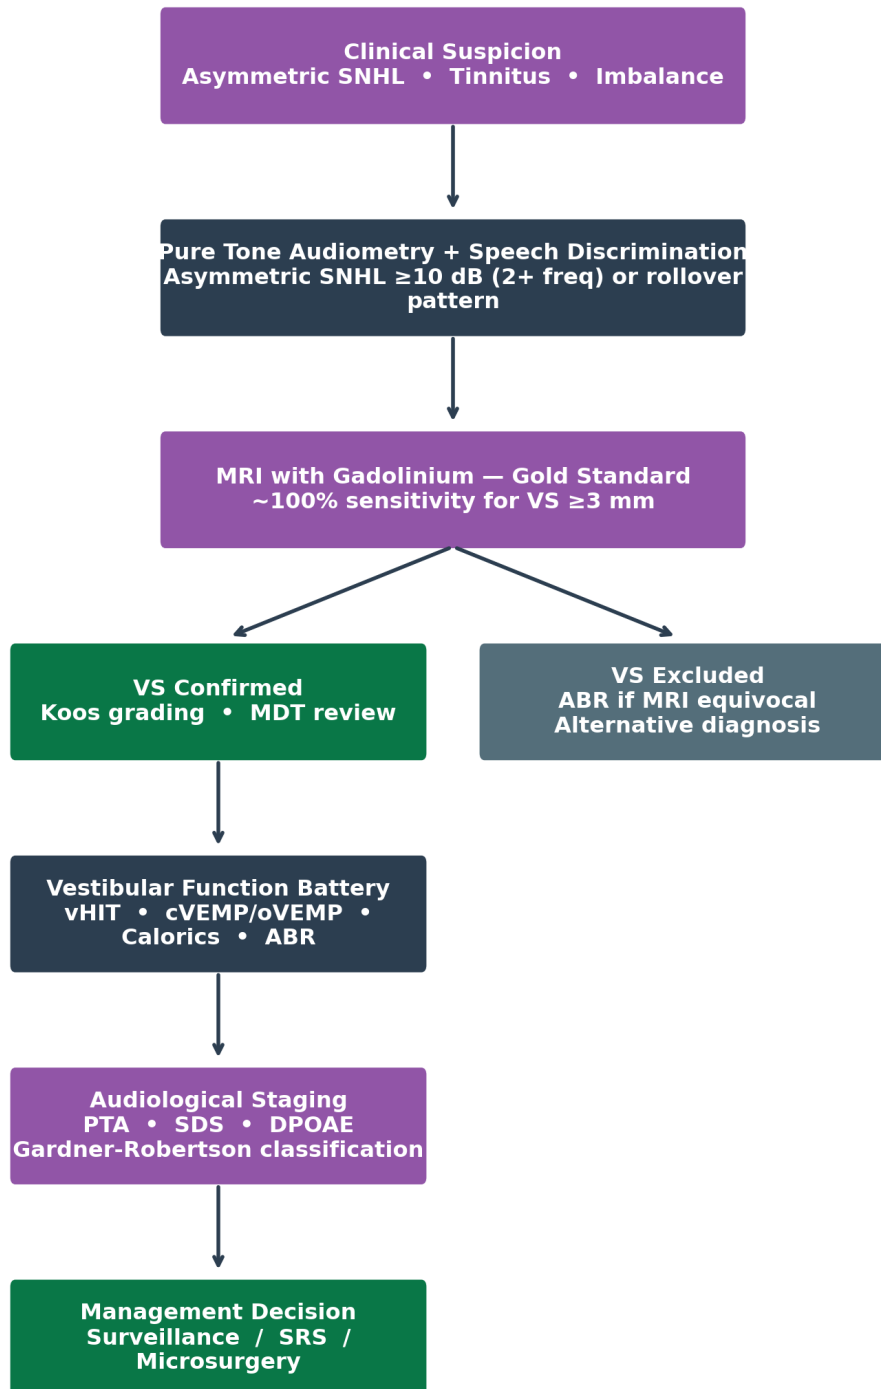 Clinical Suspicion
Asymmetric SNHL • Tinnitus • Imbalance
Pure Tone Audiometry + Speech Discrimination
Asymmetric SNHL ≥10 dB (2+ freq) or rollover
pattern
MRI with Gadolinium — Gold Standard
~100% sensitivity for VS ≥3 mm
VS Confirmed
Koos grading • MDT review
VS Excluded
ABR if MRI equivocal
Alternative diagnosis
Vestibular Function Battery
vHIT • cVEMP/oVEMP •
Calorics • ABR
Audiological Staging
PTA • SDS • DPOAE
Gardner-Robertson classification
Management Decision
Surveillance / SRS /
Microsurgery